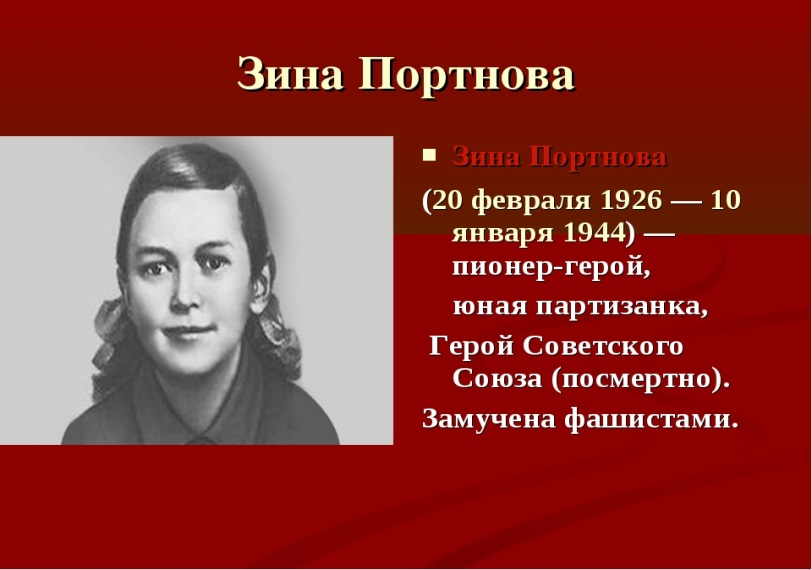 Зина Портнова
Зина Портнова
(20 февраля 1926 — 10
января 1944) —
пионер-герой,
юная партизанка,
Герой Советского
Союза (посмертно).
Замучена фашистами.